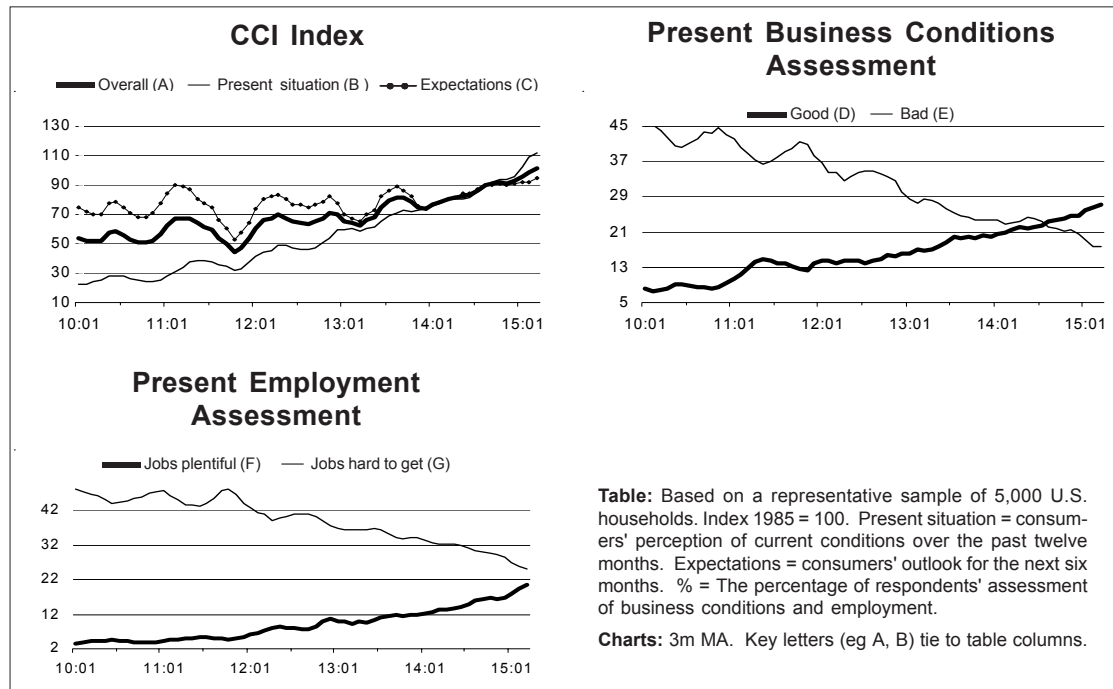 CCI Index
Overall (A) Present situation (B ) Expectations (C)
130
110
90
70
50
30
10
10:01 11:01 12:01 13:01 14:01 15:01
Present Business Conditions
Assessment
Good (D) Bad (E)
45
37
29
21
13
5
10:01 11:01 12:01 13:01 14:01 15:01
Present Employment
Assessment
Jobs plentiful (F) Jobs hard to get (G)
42
32
22
12
2
10:01 11:01 12:01 13:01 14:01 15:01
Table: Based on a representative sample of 5,000 U.S.
households. Index 1985 = 100. Present situation = consum-
ers' perception of current conditions over the past twelve
months. Expectations = consumers' outlook for the next six
months. % = The percentage of respondents' assessment
of business conditions and employment.
Charts: 3m MA. Key letters (eg A, B) tie to table columns.